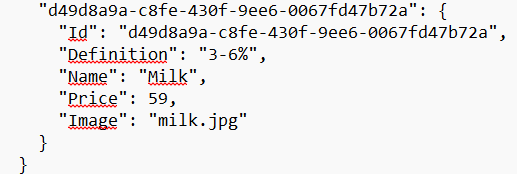 "d49d8a9a-c8fe-430f-9ee6-0067fd47b72a": {
"Id": "d49d8a9a-c8fe-430f-9ee6-0067fd47b72a",
"Definition": "3-6%",
"Name": "Milk",
"Price": 59,
"Image": "milk.jpg"
}
}